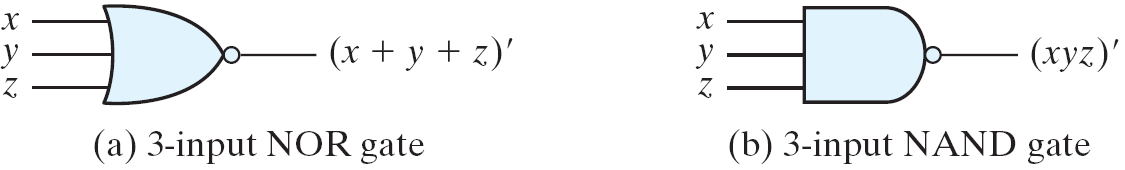 x
y
z
(x + y + z)′
(a) 3-input NOR gate
x
y
z
(xyz)′
(b) 3-input NAND gate